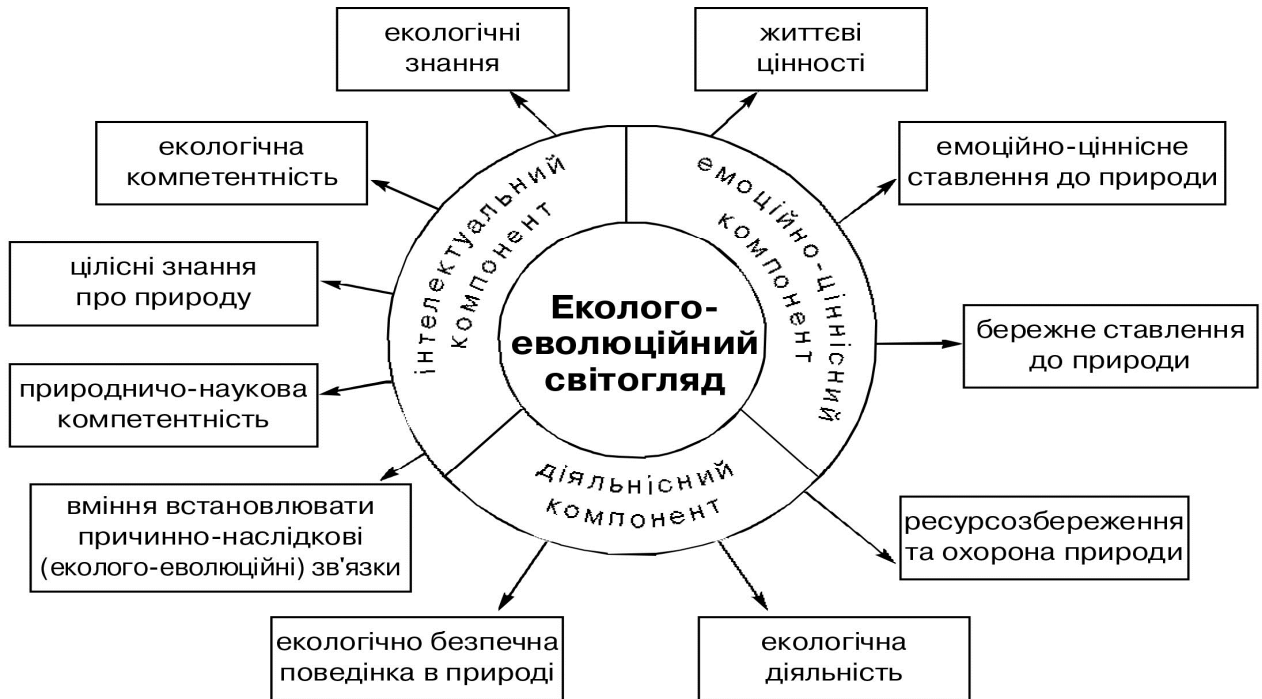 екологічні
знання
життєві
цінності
екологічна
компетентність
емоційно-ціннісне
ставлення до природи
цілісні знання
про природу
бережне ставлення
до природи
природничо-наукова
компетентність
вміння встановлювати
причинно-наслідкові
(еколого-еволюційні) зв'язки
ресурсозбереження
та охорона природи
екологічно безпечна
поведінка в природі
екологічна
діяльність
інтелектуальний
компонент
емоційно-ціннісний
компонент
діяльнісний
компонент
Еколого-
еволюційний
світогляд